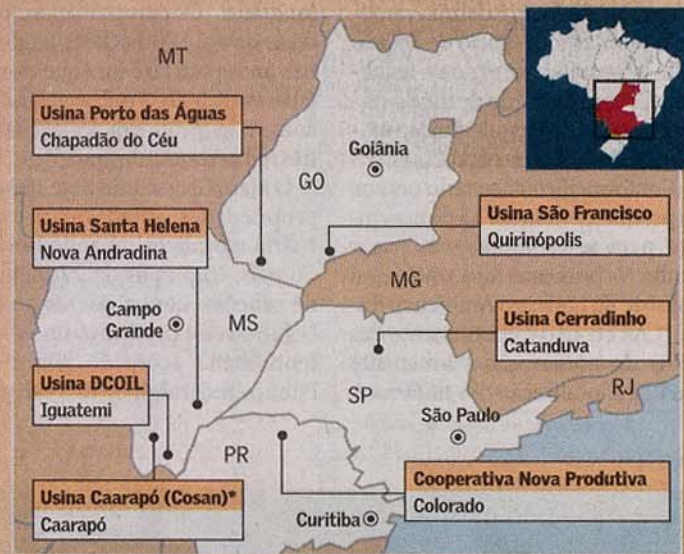 MT
Usina Porto das Águas
Chapadão do Céu
Goiânia
GO
Usina São Francisco
Quirinópolis
Usina Santa Helena
Nova Andradina
MG
Campo
Grande
MS
Usina Cerradinho
Catanduva
Usina DCOIL
Iguatemi
SP
RJ
São Paulo
PR
Usina Caarapó (Cosan)*
Caarapó
Cooperativa Nova Produtiva
Colorado
Curitiba